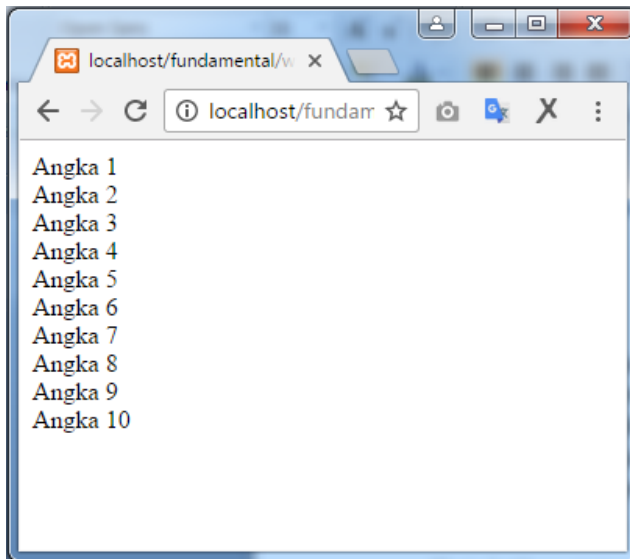 localhost/fundamental/w
localhost/fundam
Angka 1
Angka 2
Angka 3
Angka 4
Angka 5
Angka 6
Angka 7
Angka 8
Angka 9
Angka 10